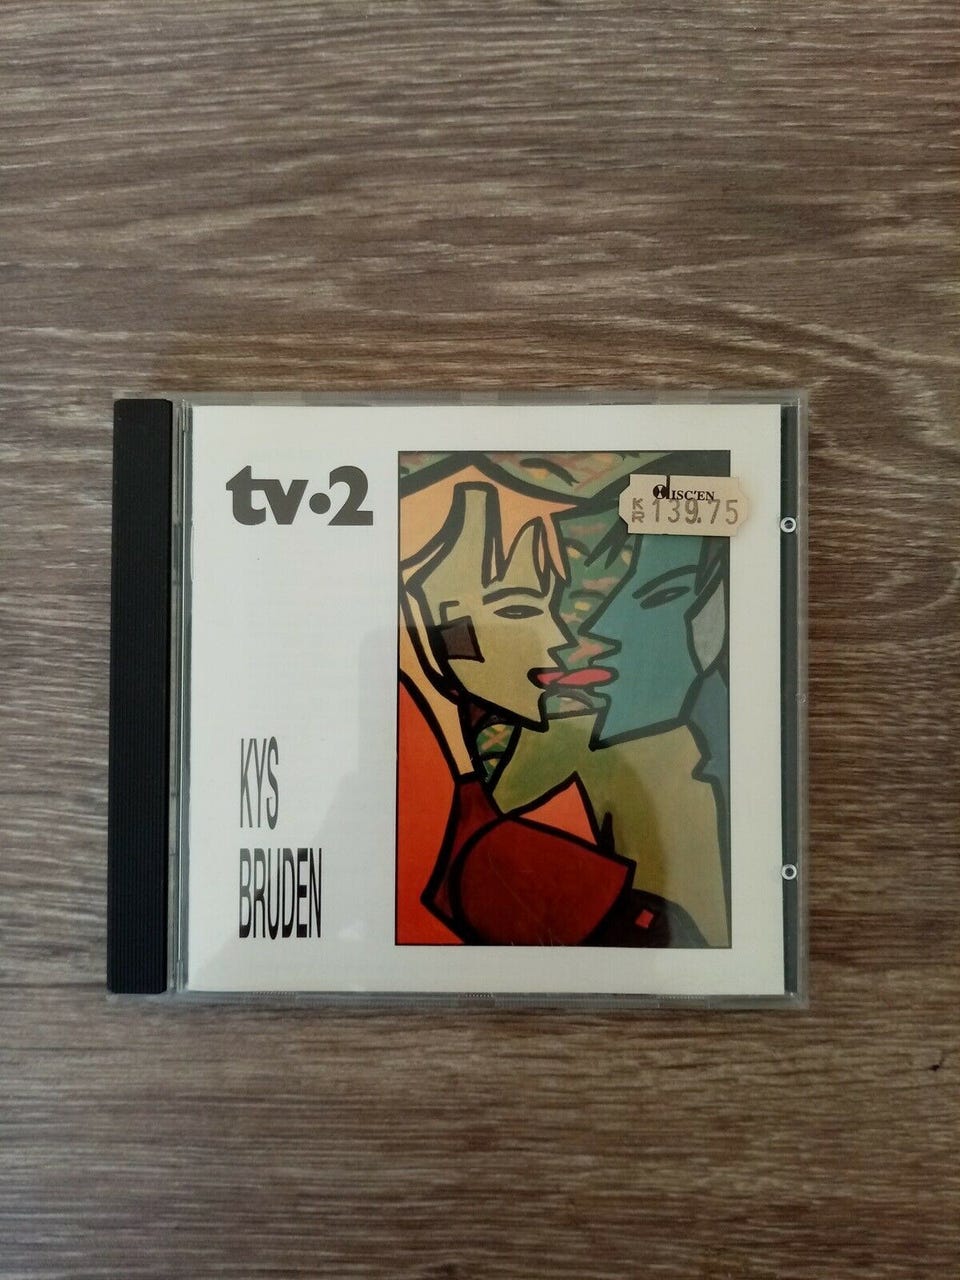 tv·2
DISC'EN
KR 139.75
KYS
BRUDEN